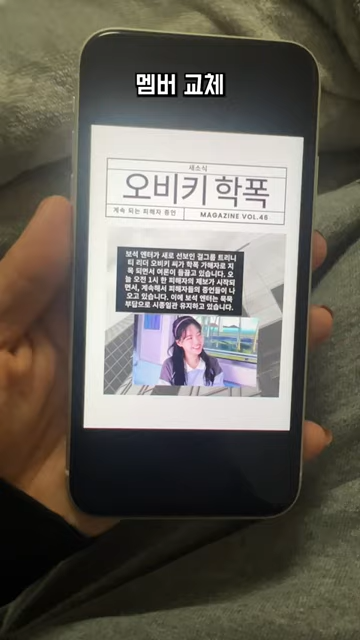 멤버 교체
새소식
오비키 학폭
계속 되는 피해자 증언
MAGAZINE VOL.46
보석 엔터가 새로 선보인 걸그룹 트리니
티 리더 오비키 씨가 학폭 가해자로 지
목 되면서 여론이 들끓고 있습니다. 오
늘 오전 1시 한 피해자의 제보가 시작되
면서, 계속해서 피해자들의 증언들이 나
오고 있습니다. 이에 보석 엔터는 묵묵
부답으로 시종일관 유지하고 있습니다.